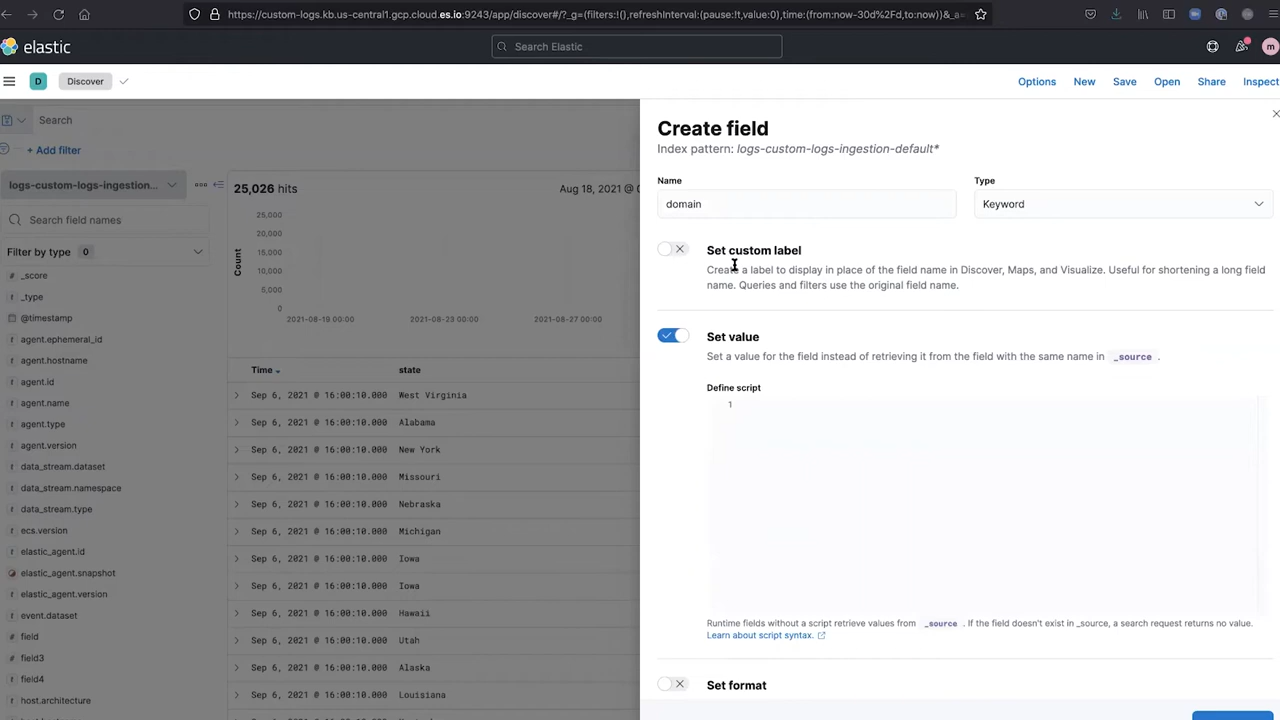 https://custom-logs.kb.us-central1.gcp.cloud.es.io:9243/app/discover#/?_g=(filters:!(),refreshInterval:(pause:!t,value:0),time:(from:now-30d%2Fd,to:now))&_a=
elastic
Search Elastic
m
D
Discover
Options
New
Save
Open
Share
Inspect
Search
+ Add filter
logs-custom-logs-ingestion...
Search field names
Filter by type 0
_score
_type
@timestamp
agent.ephemeral_id
agent.hostname
agent.id
agent.name
agent.type
agent.version
data_stream.dataset
data_stream.namespace
data_stream.type
ecs.version
elastic_agent.id
elastic_agent.snapshot
elastic_agent.version
event.dataset
field
field3
field4
host.architecture
25,026 hits
Aug 18, 2021 @ 0
Count
25,000
20,000
15,000
10,000
5,000
0
2021-08-19 00:00
2021-08-23 00:00
2021-08-27 00:00
Time
state
Sep 6, 2021 @ 16:00:10.000 West Virginia
Sep 6, 2021 @ 16:00:10.000 Alabama
Sep 6, 2021 @ 16:00:10.000 New York
Sep 6, 2021 @ 16:00:10.000 Missouri
Sep 6, 2021 @ 16:00:10.000 Nebraska
Sep 6, 2021 @ 16:00:10.000 Michigan
Sep 6, 2021 @ 16:00:10.000 Iowa
Sep 6, 2021 @ 16:00:10.000 Iowa
Sep 6, 2021 @ 16:00:10.000 Hawaii
Sep 6, 2021 @ 16:00:10.000 Utah
Sep 6, 2021 @ 16:00:10.000 Alaska
Sep 6, 2021 @ 16:00:10.000 Louisiana
Create field
Index pattern: logs-custom-logs-ingestion-default*
Name
domain
Type
Keyword
Set custom label
Create a label to display in place of the field name in Discover, Maps, and Visualize. Useful for shortening a long field
name. Queries and filters use the original field name.
Set value
Set a value for the field instead of retrieving it from the field with the same name in _source .
Define script
1
Runtime fields without a script retrieve values from _source . If the field doesn't exist in _source, a search request returns no value.
Learn about script syntax.
Set format